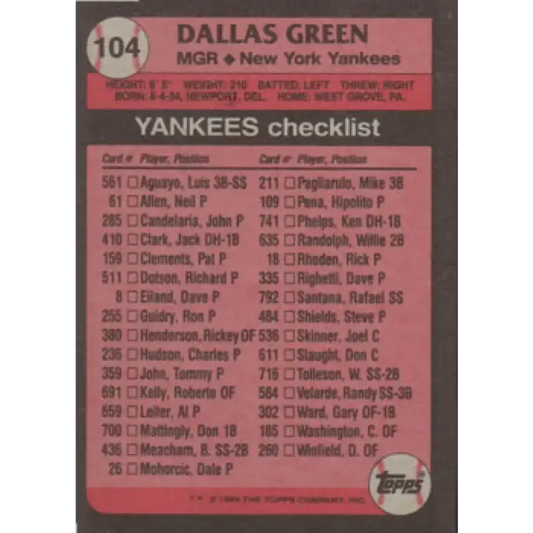 104
DALLAS GREEN
MGR ◆ New York Yankees
HEIGHT: 6' 5" WEIGHT: 210 BATTED: LEFT THREW: RIGHT
BORN: 8-4-34, NEWPORT, DEL. HOME: WEST GROVE, PA.
YANKEES checklist
Card # Player, Position
561 Aguayo, Luis 3B-SS
61 Allen, Neil P
285 Candelaria, John P
410 Clark, Jack DH-1B
159 Clements, Pat P
511 Dotson, Richard P
8 Eiland, Dave P
255 Guidry, Ron P
380 Henderson, Rickey OF
236 Hudson, Charles P
359 John, Tommy P
691 Kelly, Roberto OF
659 Leiter, Al P
700 Mattingly, Don 1B
436 Meacham, B. SS-2B
26 Mohorcic, Dale P
Card # Player, Position
211 Pagliarulo, Mike 3B
109 Pena, Hipolito P
741 Phelps, Ken DH-1B
635 Randolph, Willie 2B
18 Rhoden, Rick P
335 Righetti, Dave P
792 Santana, Rafael SS
484 Shields, Steve P
536 Skinner, Joel C
611 Slaught, Don C
716 Tolleson, W. SS-2B
584 Velarde, Randy SS-3B
302 Ward, Gary OF-1B
185 Washington, C. OF
260 Winfield, D. OF
* * © 1989 THE TOPPS COMPANY, INC.
Topps